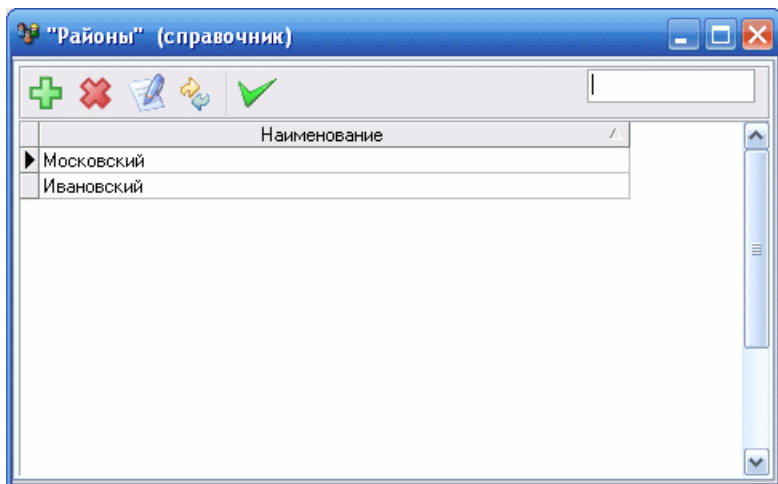 "Районы" (справочник)
Наименование
Московский
Ивановский